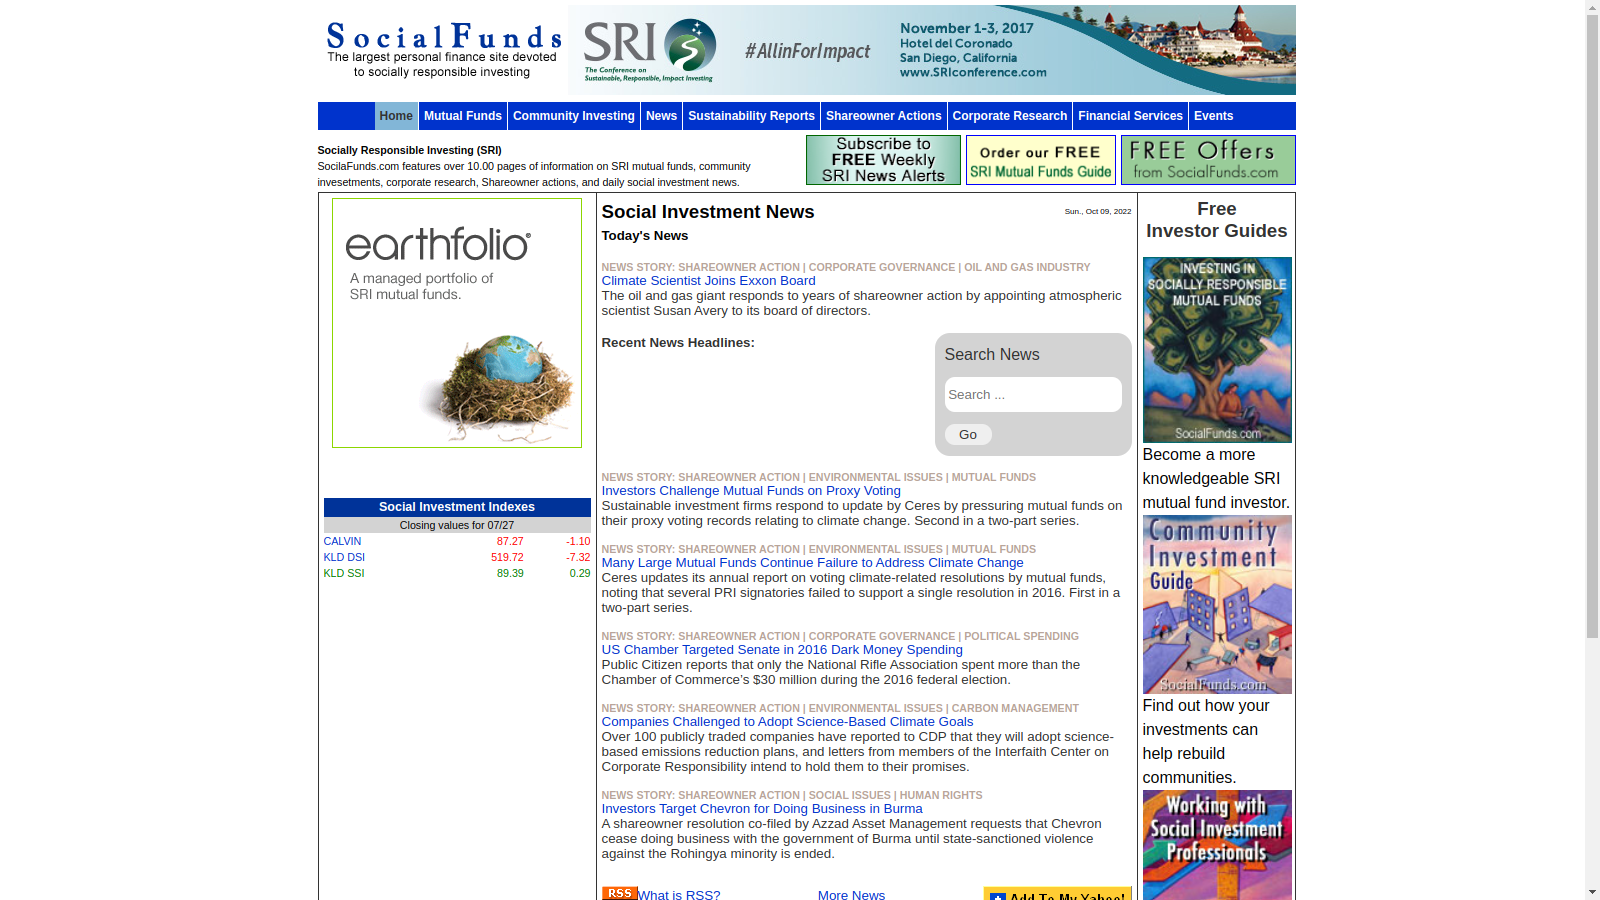 SocialFunds
The largest personal finance site devoted
to socially responsible investing
SRI
The Conference on
Sustainable, Responsible, Impact Investing
#AllinForImpact
November 1-3, 2017
Hotel del Coronado
San Diego, California
www.SRIconference.com
Home Mutual Funds Community Investing News Sustainability Reports Shareowner Actions Corporate Research Financial Services Events
Socially Responsible Investing (SRI)
SocilaFunds.com features over 10.00 pages of information on SRI mutual funds, community
invesetments, corporate research, Shareowner actions, and daily social investment news.
Subscribe to
FREE Weekly
SRI News Alerts
Order our FREE
SRI Mutual Funds Guide
FREE Offers
from SocialFunds.com
earthfolio®
A managed portfolio of
SRI mutual funds.
Social Investment Indexes
Closing values for 07/27
CALVIN 87.27 -1.10
KLD DSI 519.72 -7.32
KLD SSI 89.39 0.29
Social Investment News
Sun., Oct 09, 2022
Today's News
NEWS STORY: SHAREOWNER ACTION | CORPORATE GOVERNANCE | OIL AND GAS INDUSTRY
Climate Scientist Joins Exxon Board
The oil and gas giant responds to years of shareowner action by appointing atmospheric
scientist Susan Avery to its board of directors.
Recent News Headlines:
Search News
Search ...
Go
NEWS STORY: SHAREOWNER ACTION | ENVIRONMENTAL ISSUES | MUTUAL FUNDS
Investors Challenge Mutual Funds on Proxy Voting
Sustainable investment firms respond to update by Ceres by pressuring mutual funds on
their proxy voting records relating to climate change. Second in a two-part series.
NEWS STORY: SHAREOWNER ACTION | ENVIRONMENTAL ISSUES | MUTUAL FUNDS
Many Large Mutual Funds Continue Failure to Address Climate Change
Ceres updates its annual report on voting climate-related resolutions by mutual funds,
noting that several PRI signatories failed to support a single resolution in 2016. First in a
two-part series.
NEWS STORY: SHAREOWNER ACTION | CORPORATE GOVERNANCE | POLITICAL SPENDING
US Chamber Targeted Senate in 2016 Dark Money Spending
Public Citizen reports that only the National Rifle Association spent more than the
Chamber of Commerce’s $30 million during the 2016 federal election.
NEWS STORY: SHAREOWNER ACTION | ENVIRONMENTAL ISSUES | CARBON MANAGEMENT
Companies Challenged to Adopt Science-Based Climate Goals
Over 100 publicly traded companies have reported to CDP that they will adopt science-
based emissions reduction plans, and letters from members of the Interfaith Center on
Corporate Responsibility intend to hold them to their promises.
NEWS STORY: SHAREOWNER ACTION | SOCIAL ISSUES | HUMAN RIGHTS
Investors Target Chevron for Doing Business in Burma
A shareowner resolution co-filed by Azzad Asset Management requests that Chevron
cease doing business with the government of Burma until state-sanctioned violence
against the Rohingya minority is ended.
RSS What is RSS? More News Add To My Yahoo!
Free
Investor Guides
INVESTING IN
SOCIALLY RESPONSIBLE
MUTUAL FUNDS
SocialFunds.com
Become a more
knowledgeable SRI
mutual fund investor.
Community
Investment
Guide
SocialFunds.com
Find out how your
investments can
help rebuild
communities.
Working with
Social Investment
Professionals